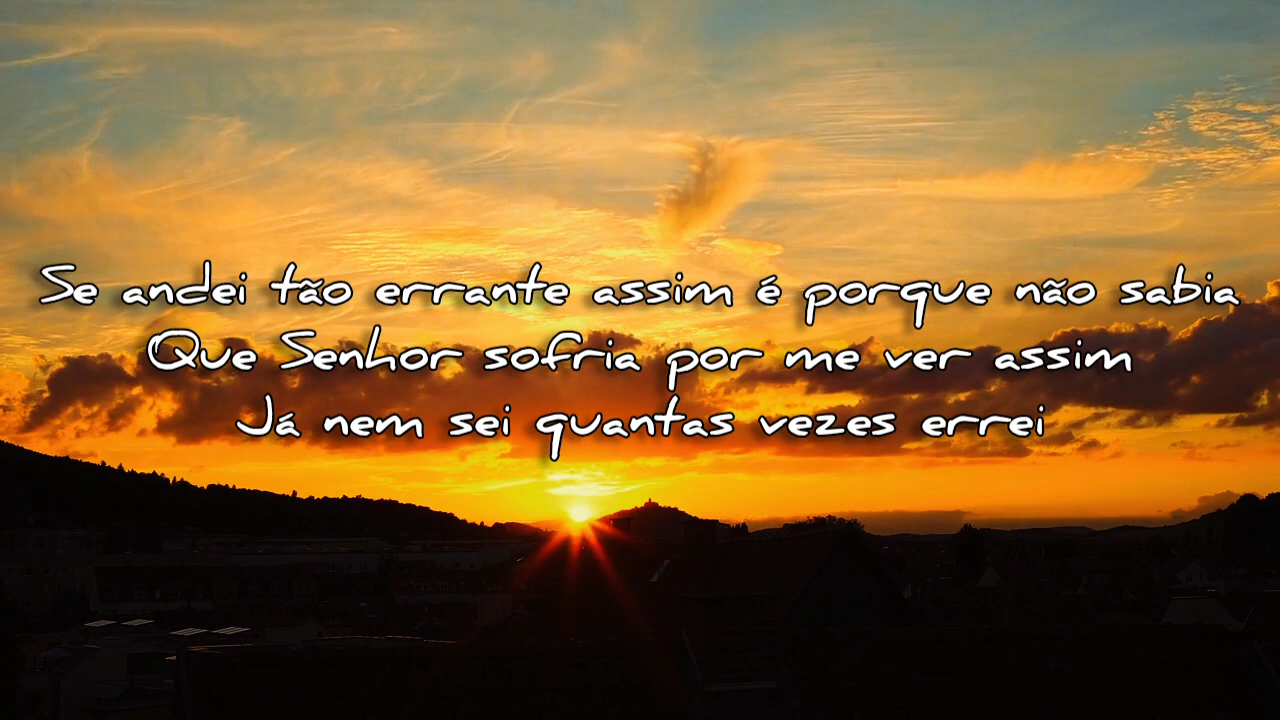 Se andei tão errante assim é porque não sabia
Que Senhor sofria por me ver assim
Já nem sei quantas vezes errei